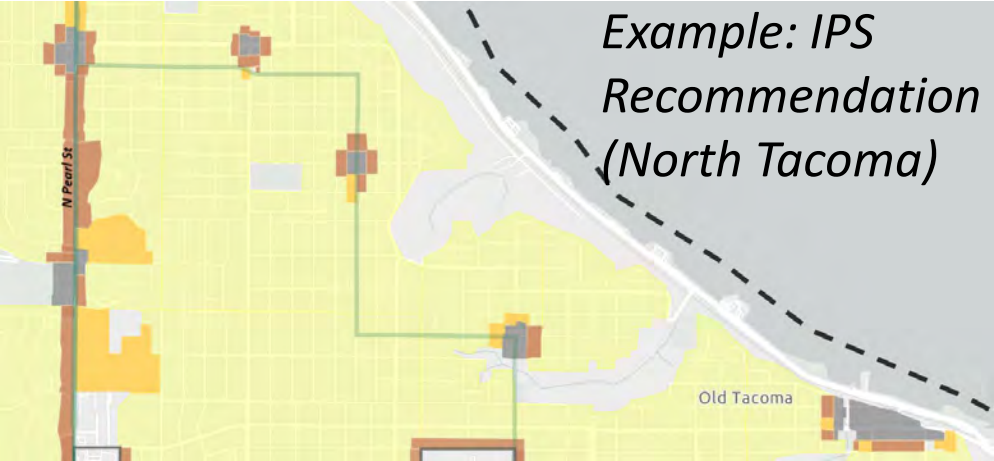 Example: IPS
Recommendation
(North Tacoma)
N Pearl St
Old Tacoma